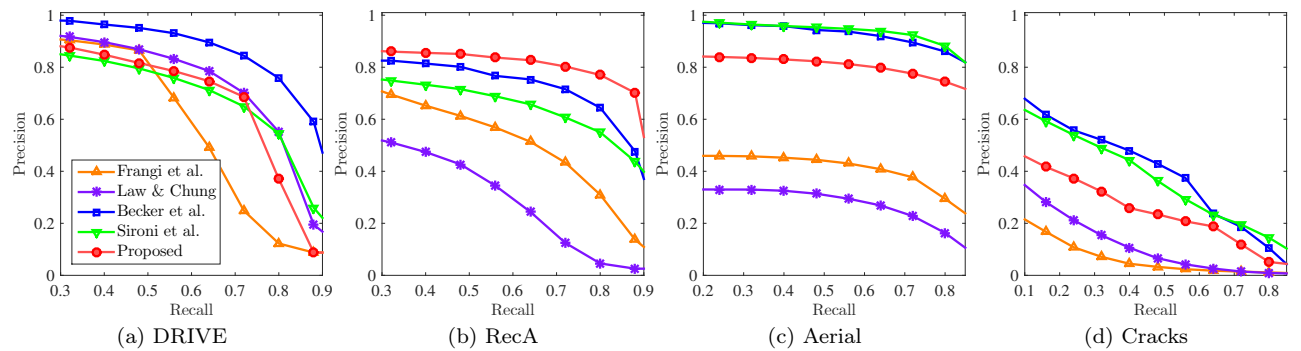 1
0.8
0.6
0.4
0.2
0
Precision
Frangi et al.
Law & Chung
Becker et al.
Sironi et al.
Proposed
0.3 0.4 0.5 0.6 0.7 0.8 0.9
Recall
(a) DRIVE
1
0.8
0.6
0.4
0.2
0
Precision
0.3 0.4 0.5 0.6 0.7 0.8 0.9
Recall
(b) RecA
1
0.8
0.6
0.4
0.2
0
Precision
0.2 0.3 0.4 0.5 0.6 0.7 0.8
Recall
(c) Aerial
1
0.8
0.6
0.4
0.2
0
Precision
0.1 0.2 0.3 0.4 0.5 0.6 0.7 0.8
Recall
(d) Cracks